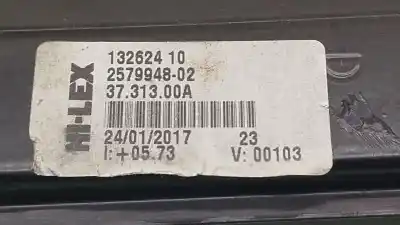 HI-LEX
132624 10
2579948-02
37.313.00A
24/01/2017 23
I:+05.73 V: 00103